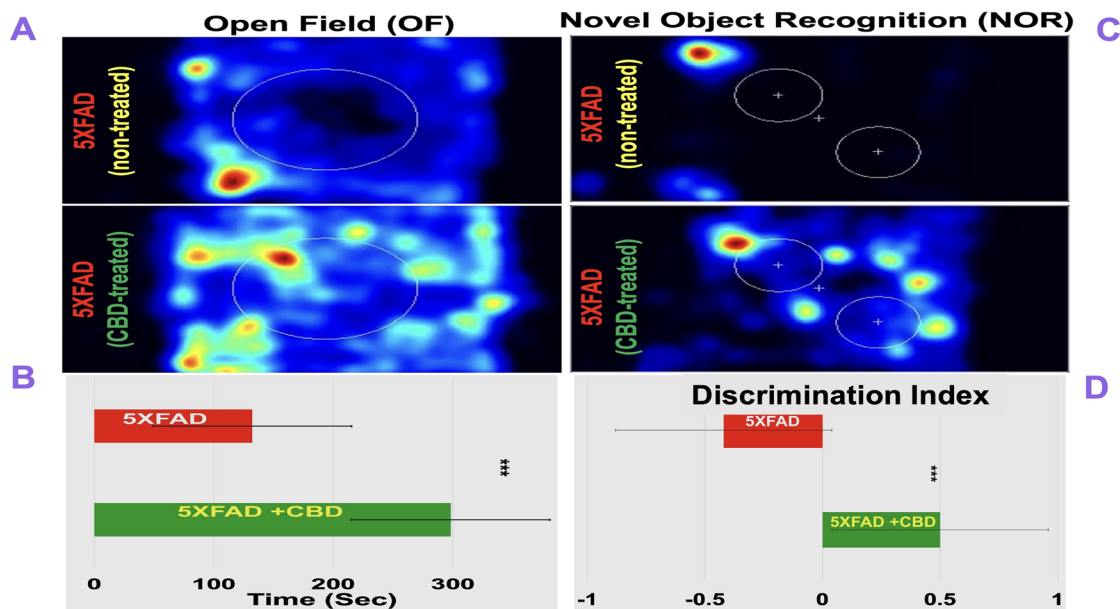 A
Open Field (OF)
Novel Object Recognition (NOR)
C
5XFAD
(non-treated)
5XFAD
(non-treated)
5XFAD
(CBD-treated)
5XFAD
(CBD-treated)
B
5XFAD
***
5XFAD +CBD
0 100 200 300
Time (Sec)
Discrimination Index
D
5XFAD
***
5XFAD +CBD
-1 -0.5 0 0.5 1